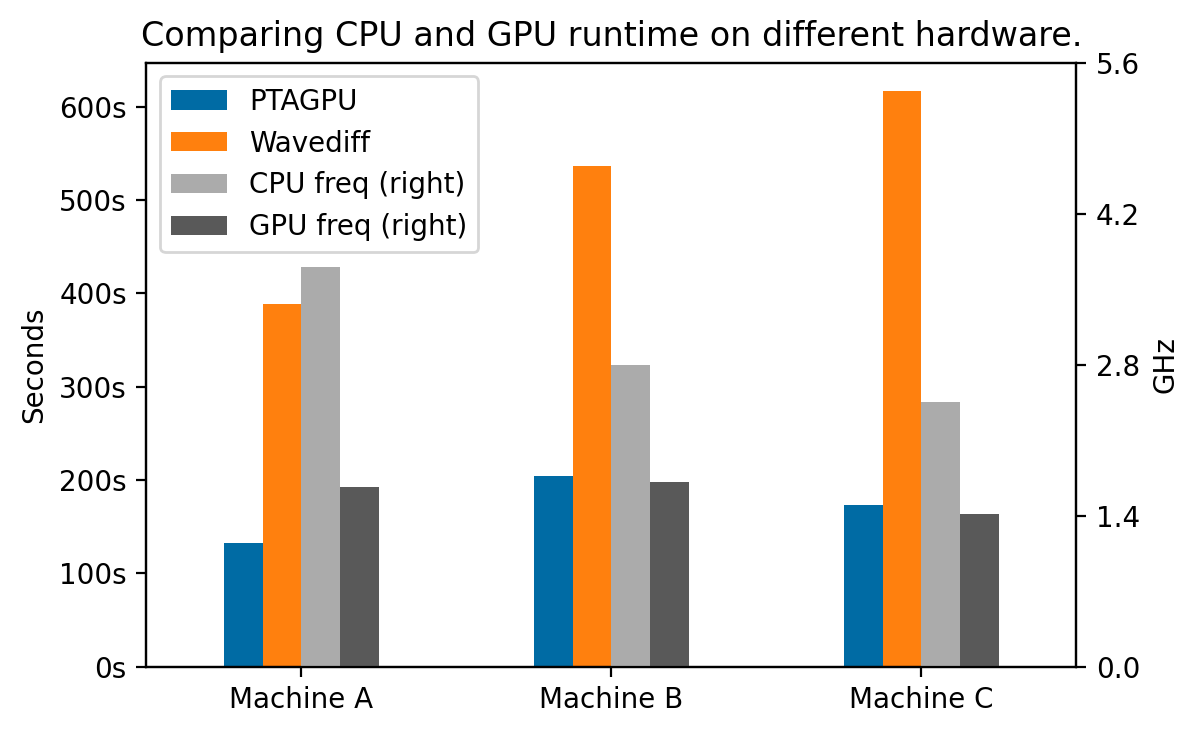 Comparing CPU and GPU runtime on different hardware.
PTAGPU
Wavediff
CPU freq (right)
GPU freq (right)
600s
500s
400s
300s
200s
100s
0s
Seconds
5.6
4.2
2.8
1.4
0.0
GHz
Machine A
Machine B
Machine C